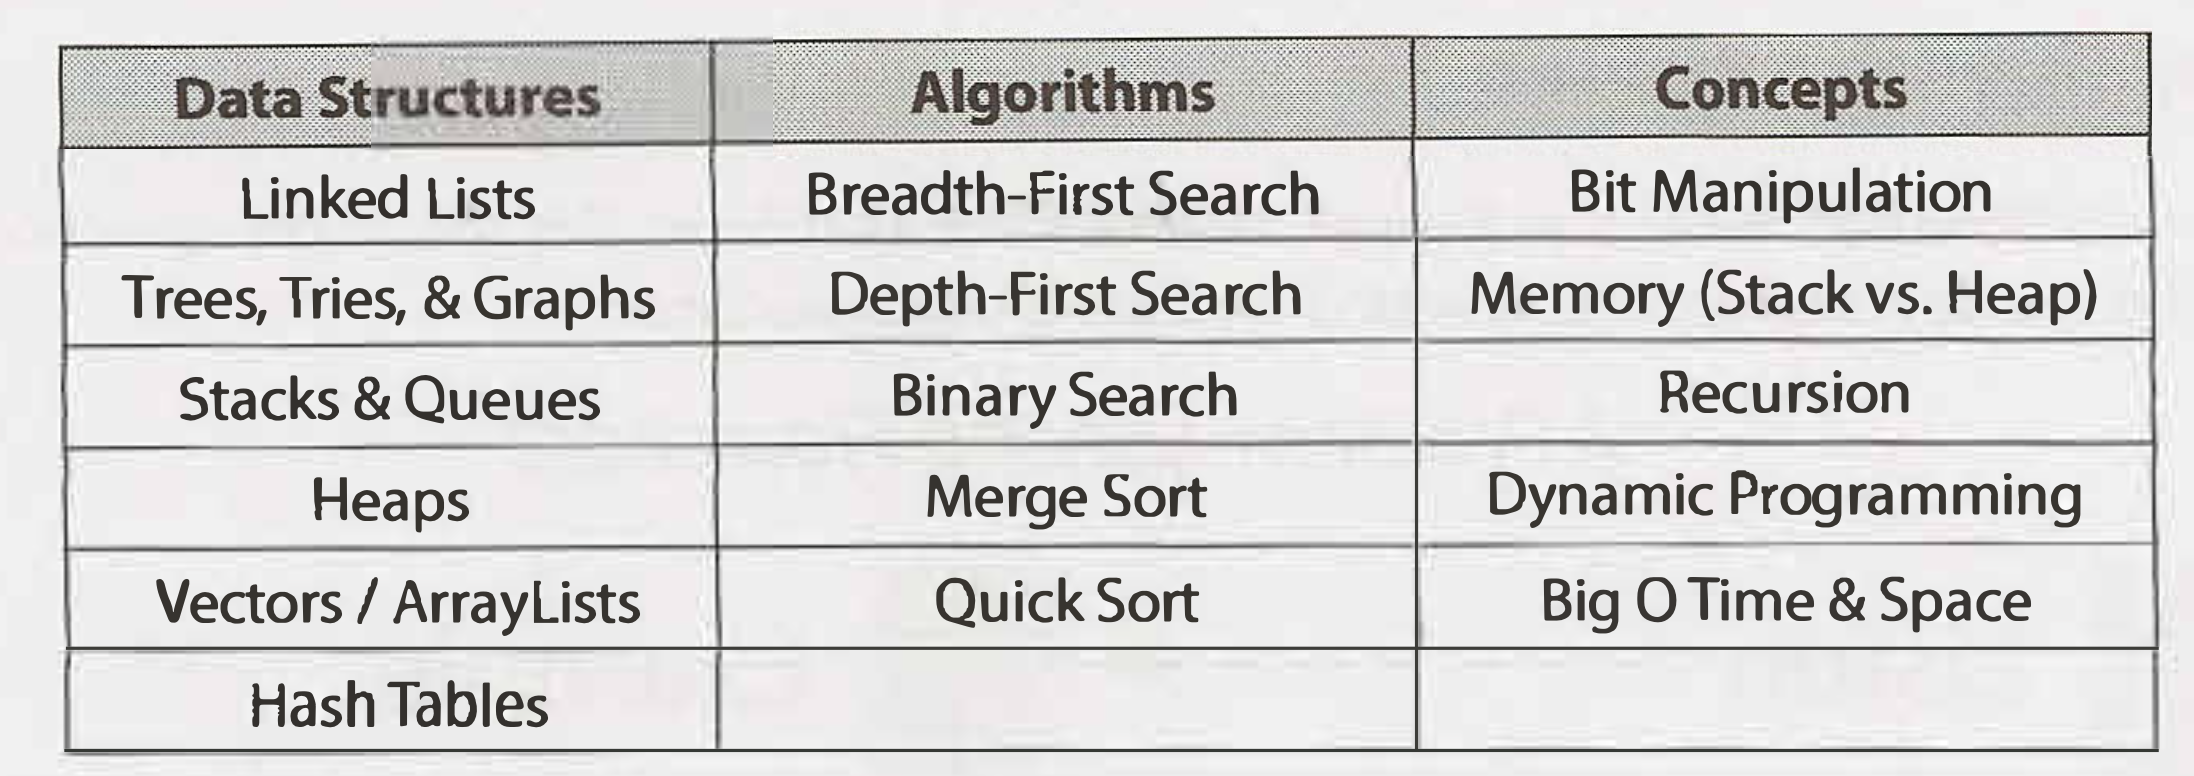 Data Structures Algorithms Concepts
Linked Lists Breadth-First Search Bit Manipulation
Trees, Tries, & Graphs Depth-First Search Memory (Stack vs. Heap)
Stacks & Queues Binary Search Recursion
Heaps Merge Sort Dynamic Programming
Vectors / ArrayLists Quick Sort Big O Time & Space
Hash Tables